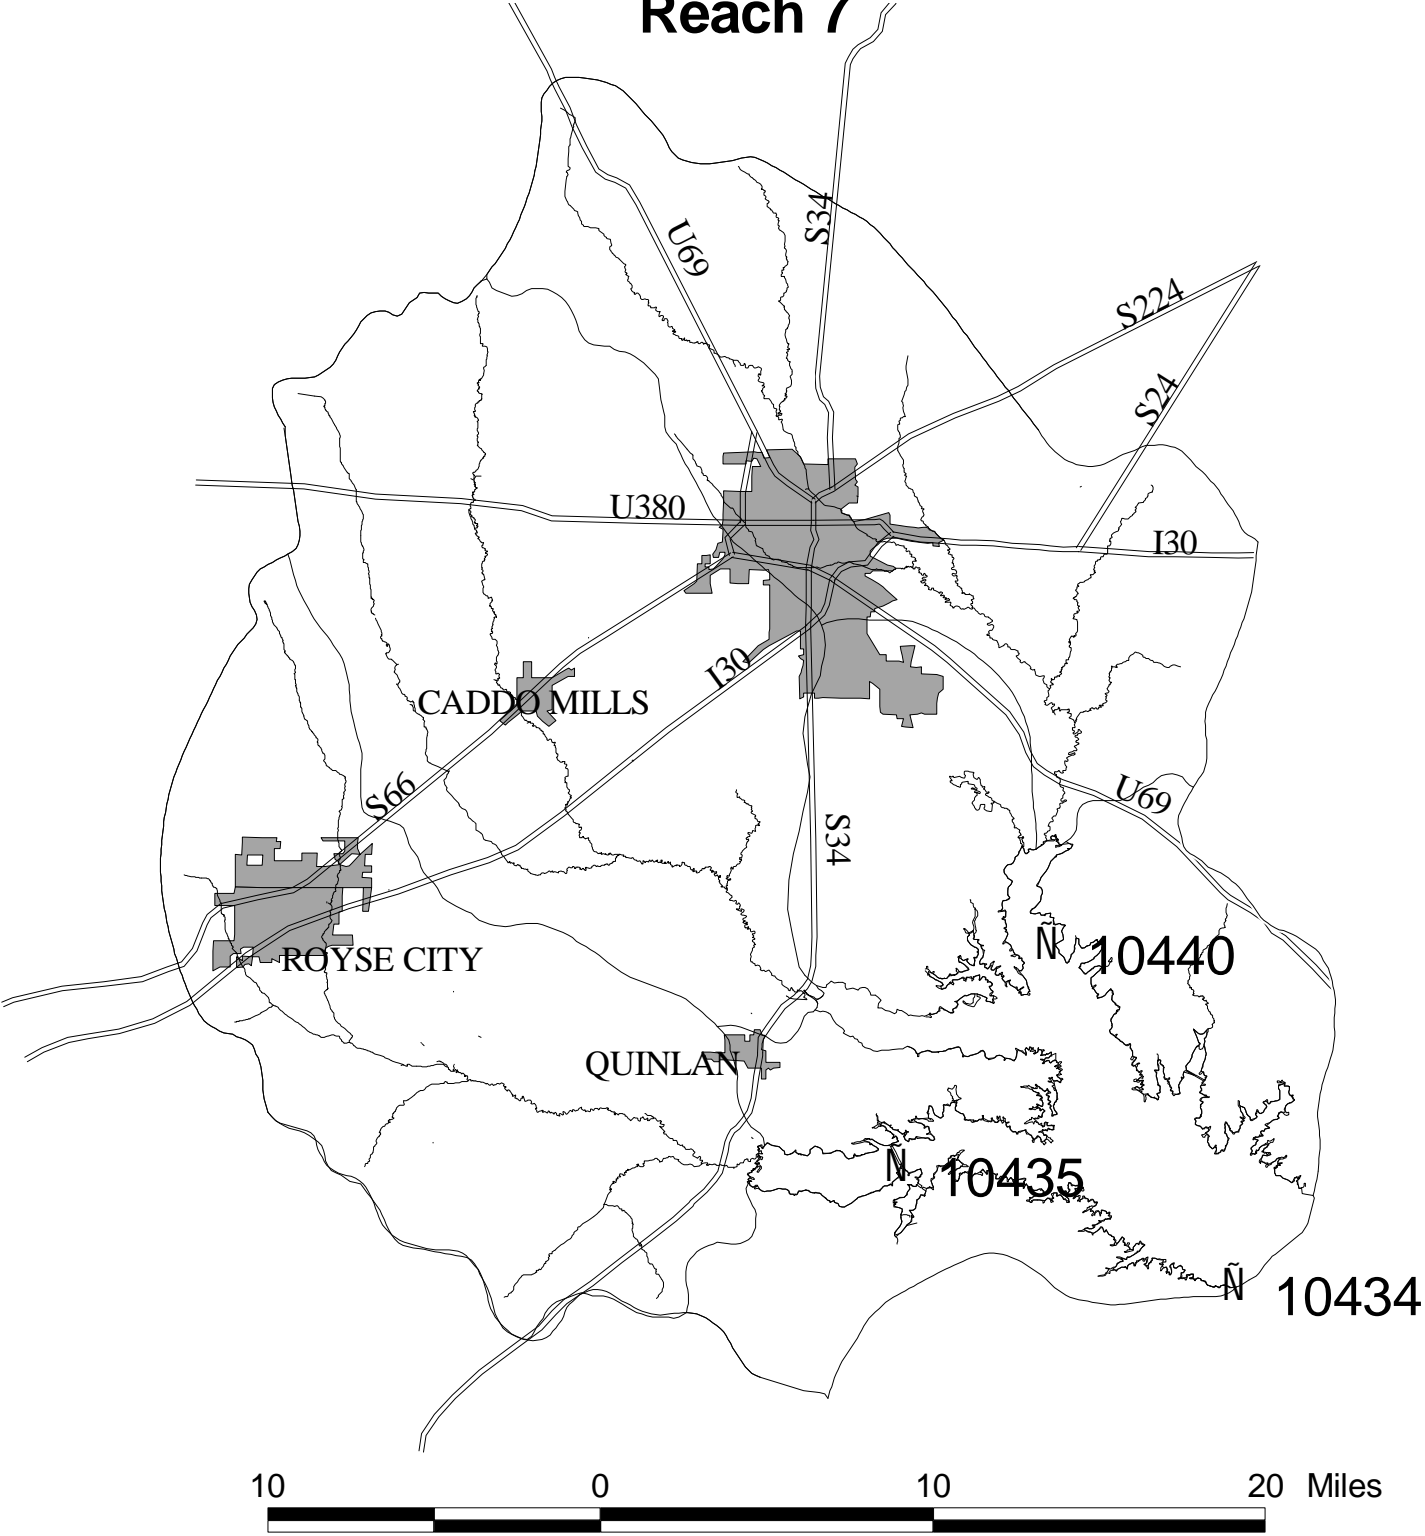 Reach 7
S34
U69
S224
S24
U380
I30
I30
CADDO MILLS
S66
U69
S34
Ñ 10440
ROYSE CITY
QUINLAN
Ñ 10435
Ñ 10434
10 0 10 20 Miles